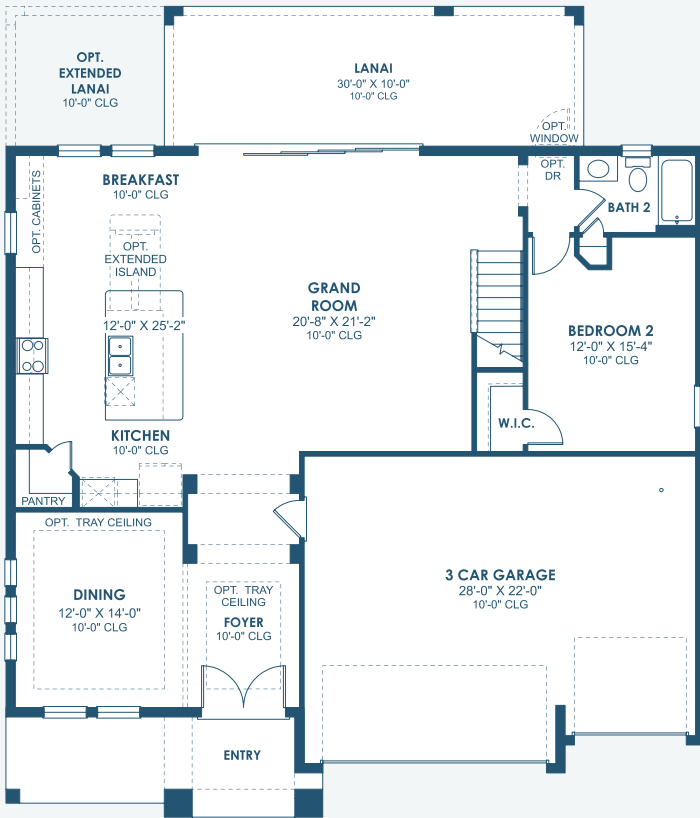 OPT.
EXTENDED
LANAI
10'-0" CLG
LANAI
30'-0" X 10'-0"
10'-0" CLG
OPT.
WINDOW
OPT.
DR
BREAKFAST
10'-0" CLG
OPT. CABINETS
OPT.
EXTENDED
ISLAND
12'-0" X 25'-2"
KITCHEN
10'-0" CLG
GRAND
ROOM
20'-8" X 21'-2"
10'-0" CLG
BATH 2
BEDROOM 2
12'-0" X 15'-4"
10'-0" CLG
W.I.C.
PANTRY
OPT. TRAY CEILING
DINING
12'-0" X 14'-0"
10'-0" CLG
OPT. TRAY
CEILING
FOYER
10'-0" CLG
3 CAR GARAGE
28'-0" X 22'-0"
10'-0" CLG
ENTRY